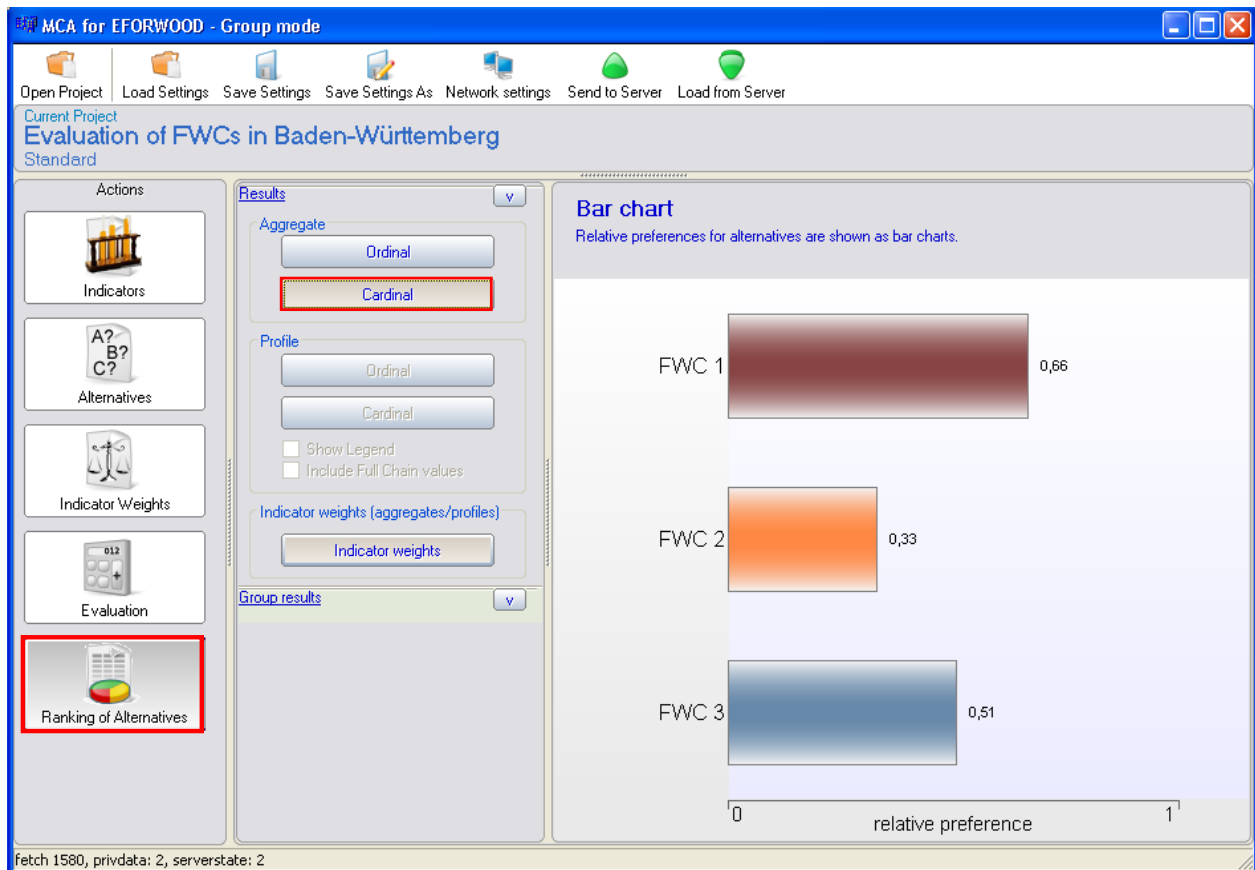 MCA for EFORWOOD - Group mode
Open Project Load Settings Save Settings Save Settings As Network settings Send to Server Load from Server
Current Project
Evaluation of FWCs in Baden-Württemberg
Standard
Actions
Indicators
A?
B?
C?
Alternatives
Indicator Weights
012
+
Evaluation
Ranking of Alternatives
Results v
Aggregate
Ordinal
Cardinal
Profile
Ordinal
Cardinal
Show Legend
Include Full Chain values
Indicator weights (aggregates/profiles)
Indicator weights
Group results v
Bar chart
Relative preferences for alternatives are shown as bar charts.
FWC 1 0,66
FWC 2 0,33
FWC 3 0,51
0 1
relative preference
fetch 1580, privdata: 2, serverstate: 2